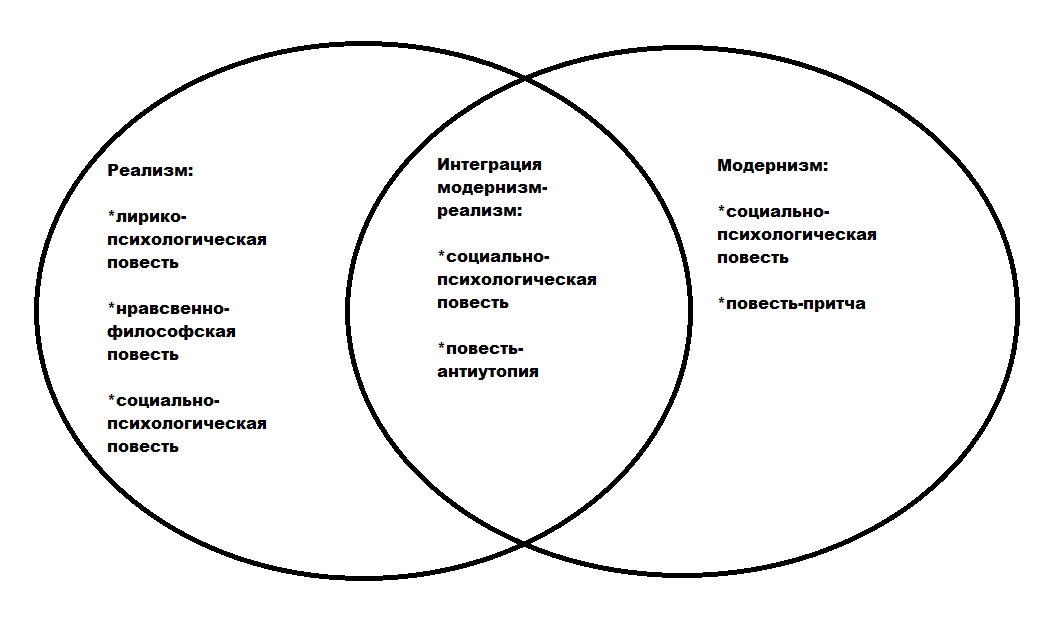 Реализм:
*лирико-
психологическая
повесть
*нравсвенно-
философская
повесть
*социально-
психологическая
повесть
Интеграция
модернизм-
реализм:
*социально-
психологическая
повесть
*повесть-
антиутопия
Модернизм:
*социально-
психологическая
повесть
*повесть-притча